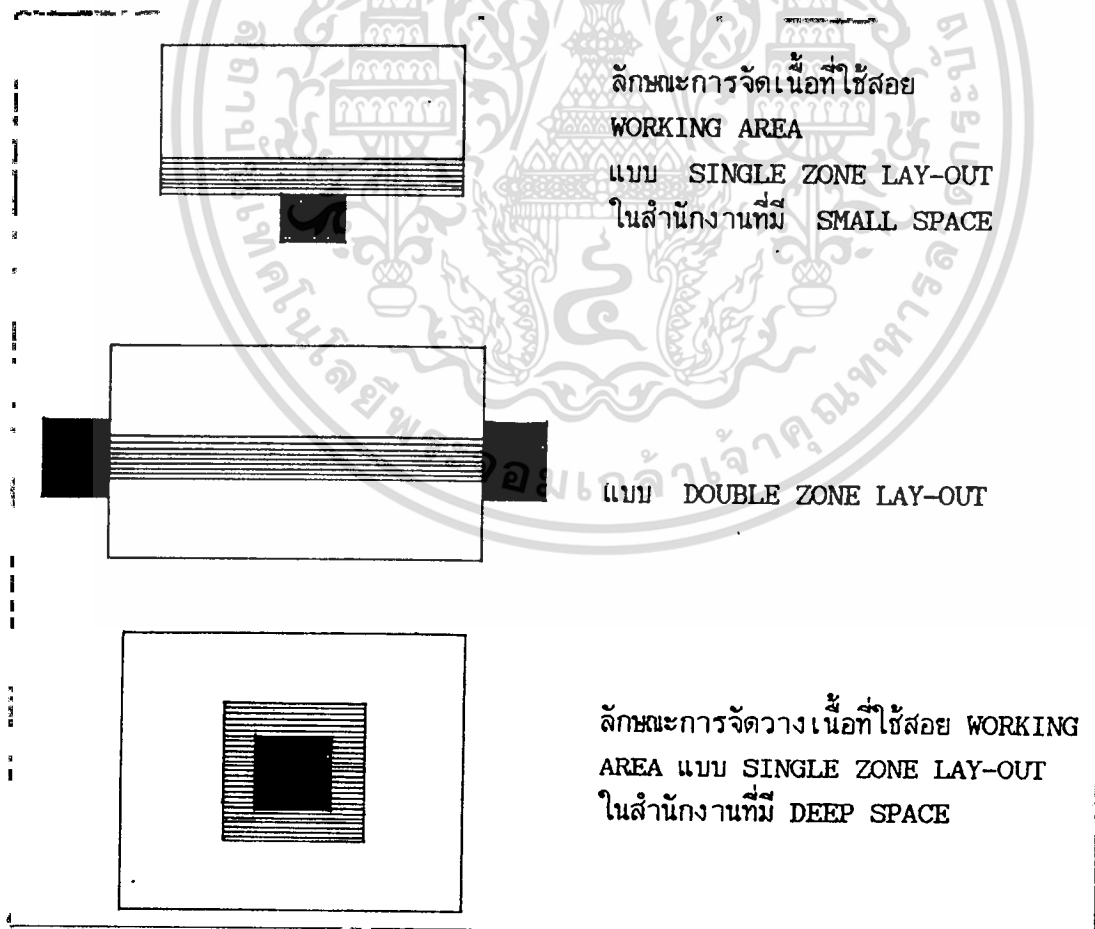 ลักษณะการจัดเนื้อที่ใช้สอย
WORKING AREA
แบบ SINGLE ZONE LAY-OUT
ในสำนักงานที่มี SMALL SPACE
แบบ DOUBLE ZONE LAY-OUT
ลักษณะการจัดวางเนื้อที่ใช้สอย WORKING
AREA แบบ SINGLE ZONE LAY-OUT
ในสำนักงานที่มี DEEP SPACE